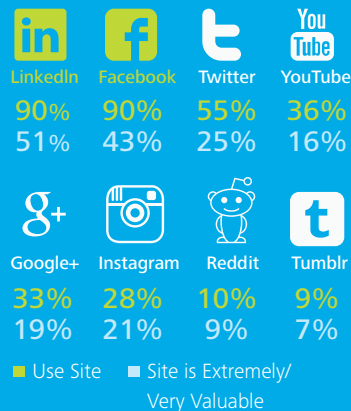 in f t You
Tube
LinkedIn Facebook Twitter YouTube
90% 90% 55% 36%
51% 43% 25% 16%
g+ t
Google+ Instagram Reddit Tumblr
33% 28% 10% 9%
19% 21% 9% 7%
Use Site Site is Extremely/
Very Valuable